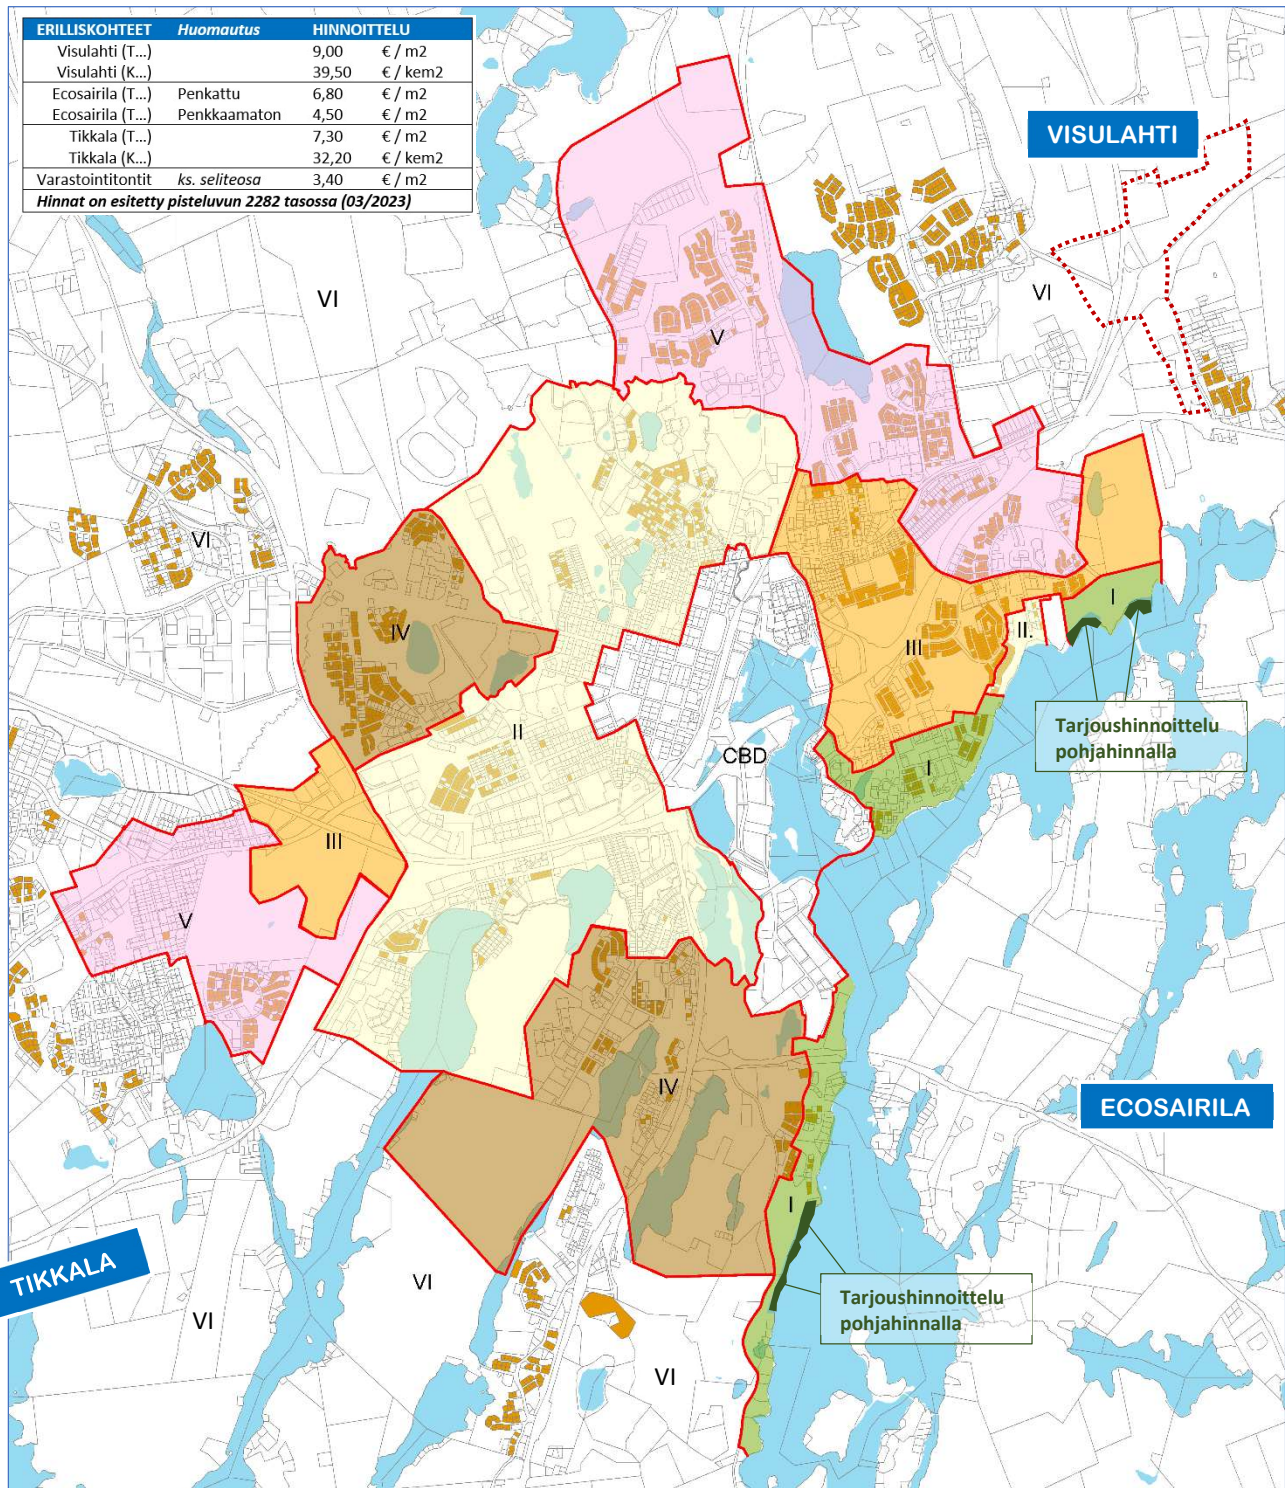 ERILLISKOHTEET Huomautus HINNOITTELU
Visulahti (T...) 9,00 € / m2
Visulahti (K...) 39,50 € / kem2
Ecosairila (T...) Penkattu 6,80 € / m2
Ecosairila (T...) Penkkaamaton 4,50 € / m2
Tikkala (T...) 7,30 € / m2
Tikkala (K...) 32,20 € / kem2
Varastointitontit ks. seliteosa 3,40 € / m2
Hinnat on esitetty pisteluvun 2282 tasossa (03/2023)
VISULAHTI
VI
VI
V
VI
I
IV
II.
III
Tarjoushinnoittelu
pohjahinnalla
II
CBD
I
III
V
IV
ECOSAIRILA
I
TIKKALA
VI
Tarjoushinnoittelu
pohjahinnalla
VI
VI